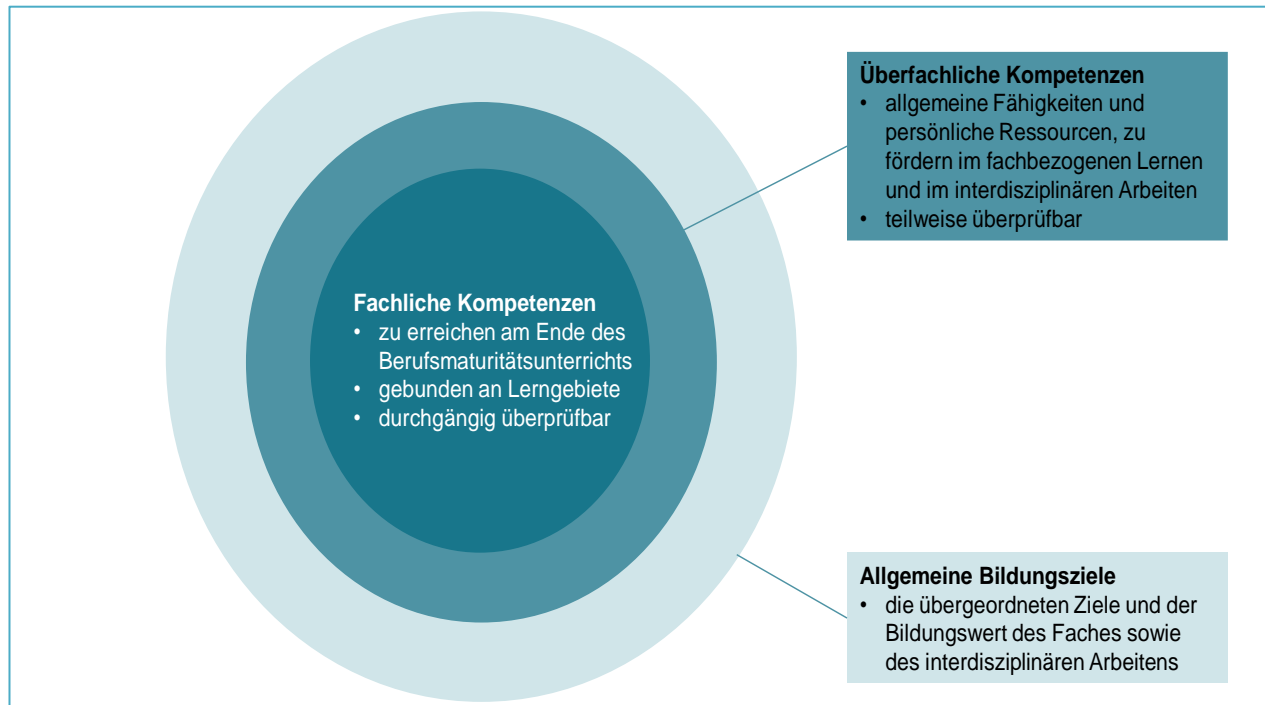 Überfachliche Kompetenzen
• allgemeine Fähigkeiten und
persönliche Ressourcen, zu
fördern im fachbezogenen Lernen
und im interdisziplinären Arbeiten
• teilweise überprüfbar
Fachliche Kompetenzen
• zu erreichen am Ende des
Berufsmaturitätsunterrichts
• gebunden an Lerngebiete
• durchgängig überprüfbar
Allgemeine Bildungsziele
• die übergeordneten Ziele und der
Bildungswert des Faches sowie
des interdisziplinären Arbeitens